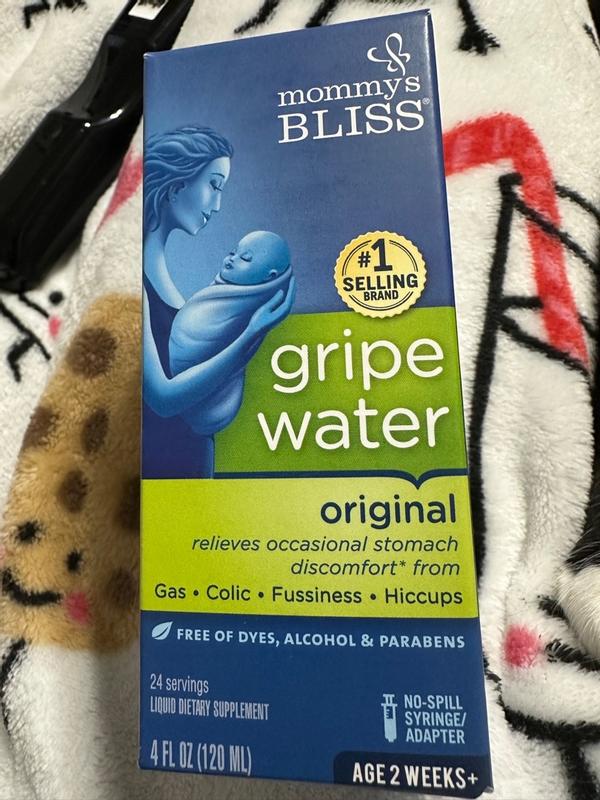 mommy's
BLISS®
#1
SELLING
BRAND
gripe
water
original
relieves occasional stomach
discomfort* from
Gas • Colic • Fussiness • Hiccups
FREE OF DYES, ALCOHOL & PARABENS
24 servings
LIQUID DIETARY SUPPLEMENT
4 FL OZ (120 ML)
NO-SPILL
SYRINGE/
ADAPTER
AGE 2 WEEKS+